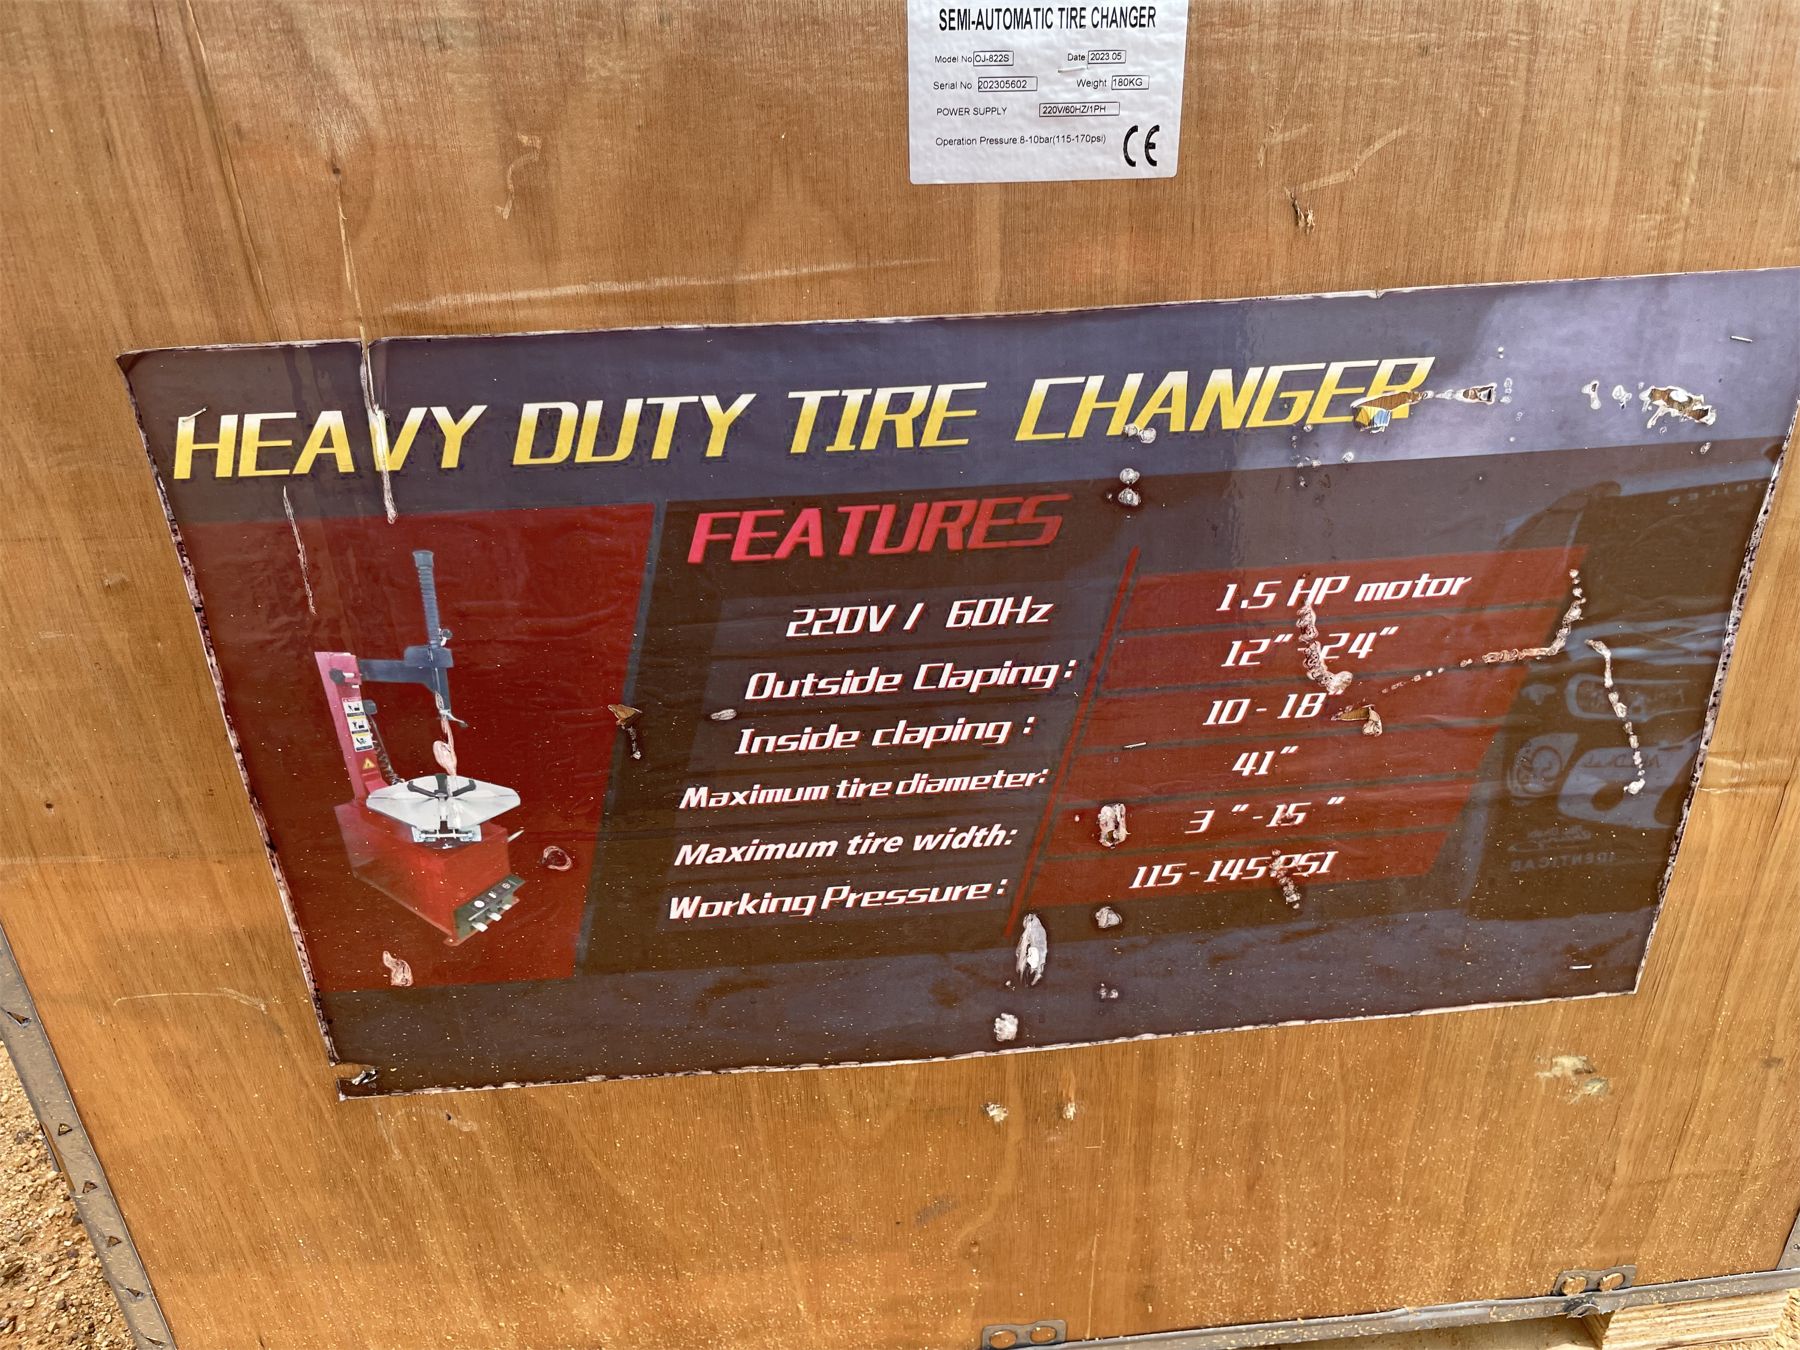 SEMI-AUTOMATIC TIRE CHANGER
Model No OJ-822S Date 2023.05
Serial No 202305602 Weight 180KG
POWER SUPPLY 220V/60HZ/1PH
Operation Pressure 8-10bar(115-170psi) CE
HEAVY DUTY TIRE CHANGER
FEATURES
220V / 60Hz 1.5 HP motor
Outside Claping: 12"-24"
Inside claping : 10 - 18"
Maximum tire diameter: 41"
Maximum tire width: 3 "-15 "
Working Pressure : 115-145PSI